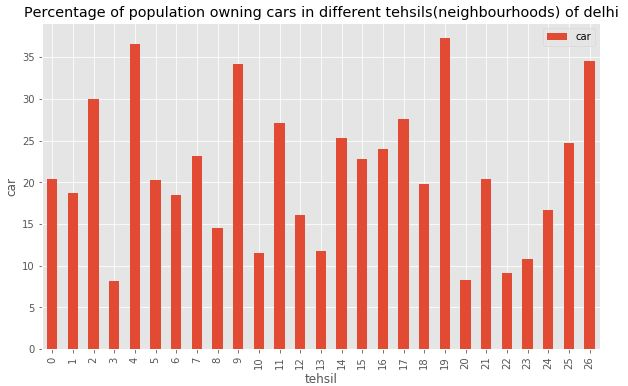 Percentage of population owning cars in different tehsils(neighbourhoods) of delhi
car
35
30
25
20
15
10
5
0
car
0 1 2 3 4 5 6 7 8 9 10 11 12 13 14 15 16 17 18 19 20 21 22 23 24 25 26
tehsil